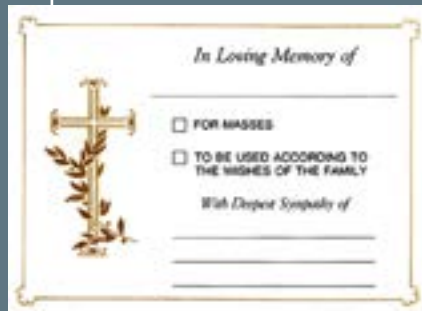 In Loving Memory of
FOR MASSES
TO BE USED ACCORDING TO
THE WISHES OF THE FAMILY
With Deepest Sympathy of